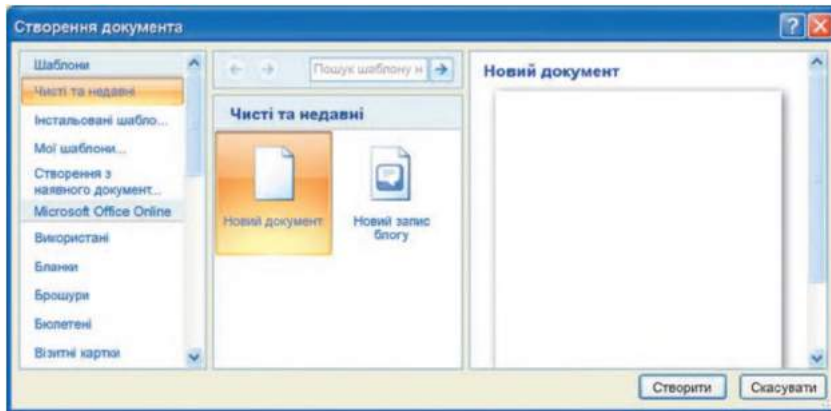 Створення документа
Шаблони
Чисті та недавні
Інстальовані шабло...
Мої шаблони...
Створення з
наявного документ...
Microsoft Office Online
Використані
Бланки
Брошури
Бюлетені
Візитні картки
Пошук шаблону н
Чисті та недавні
Новий документ
Новий запис
блогу
Новий документ
Створити
Скасувати